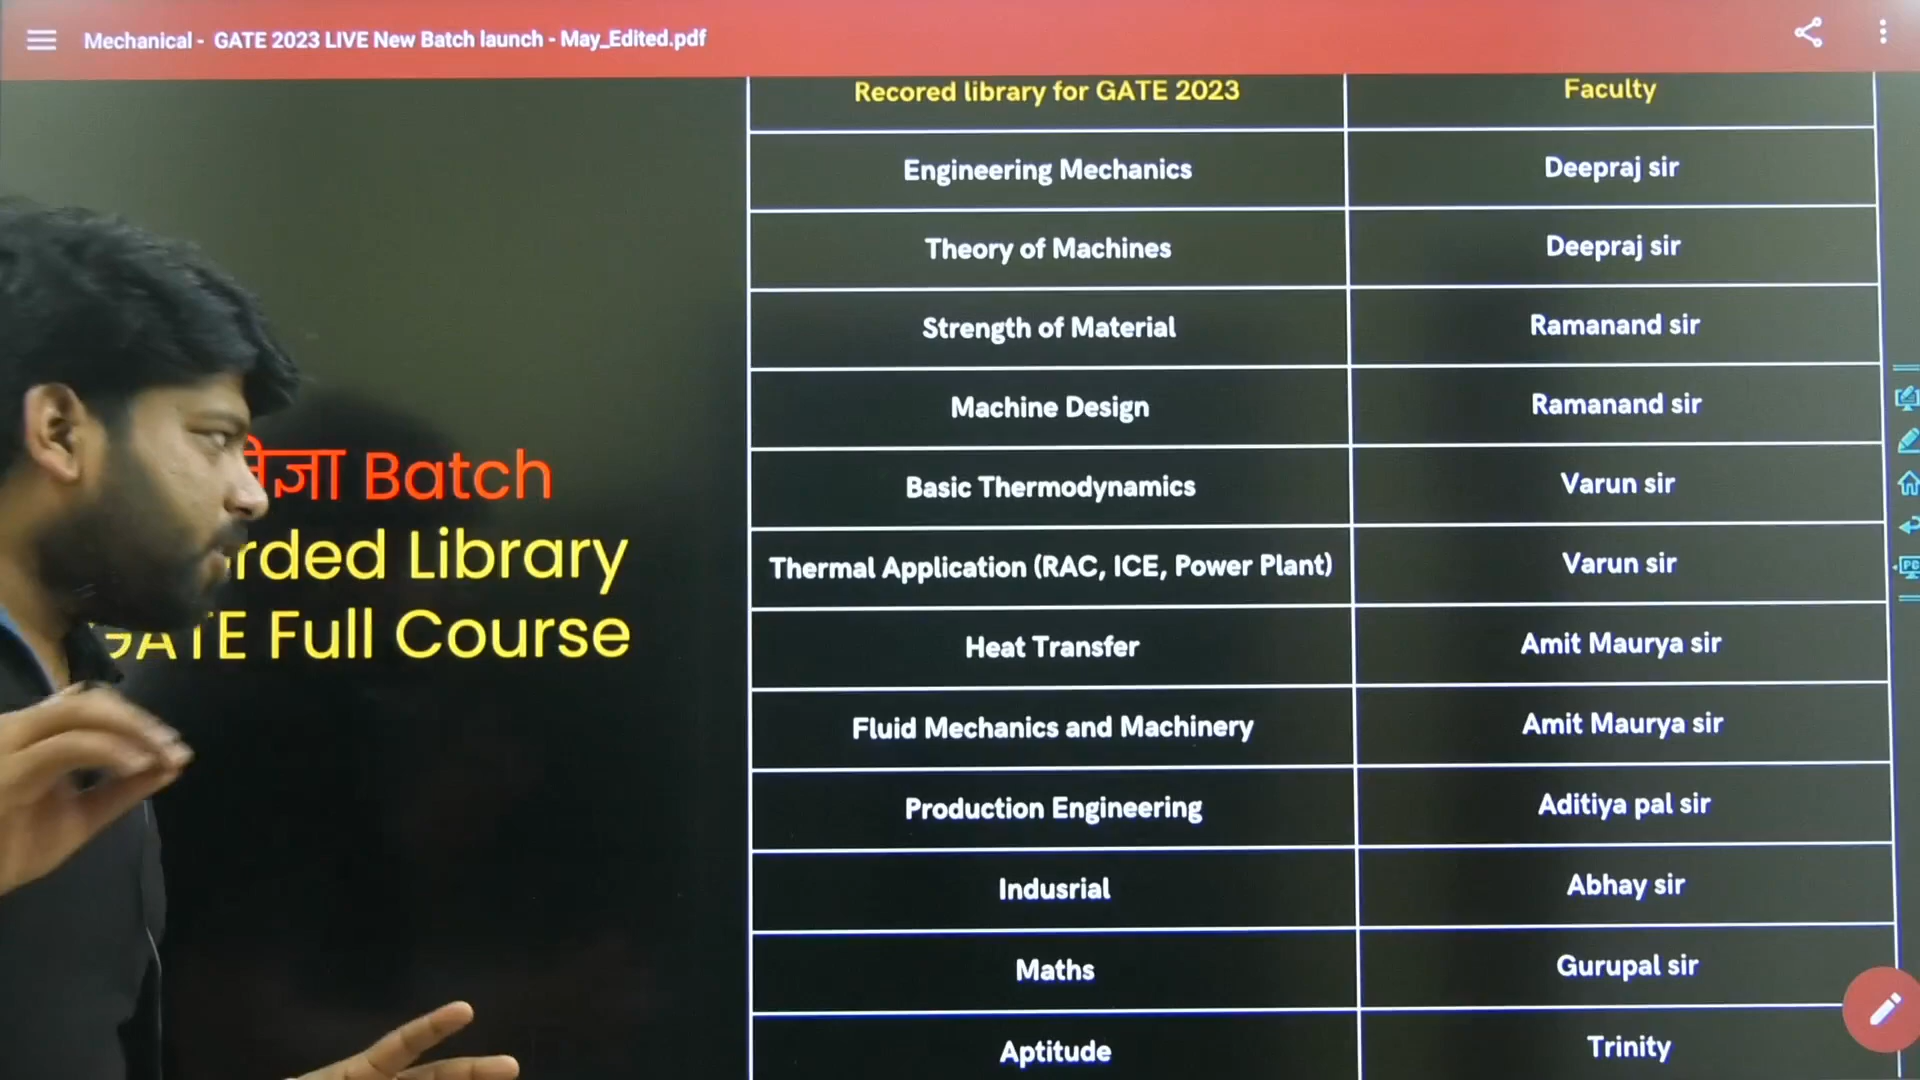 Mechanical - GATE 2023 LIVE New Batch launch - May_Edited.pdf
Batch
Library
GATE Full Course
Recored library for GATE 2023 Faculty
Engineering Mechanics Deepraj sir
Theory of Machines Deepraj sir
Strength of Material Ramanand sir
Machine Design Ramanand sir
Basic Thermodynamics Varun sir
Thermal Application (RAC, ICE, Power Plant) Varun sir
Heat Transfer Amit Maurya sir
Fluid Mechanics and Machinery Amit Maurya sir
Production Engineering Aditiya pal sir
Indusrial Abhay sir
Maths Gurupal sir
Aptitude Trinity
PC